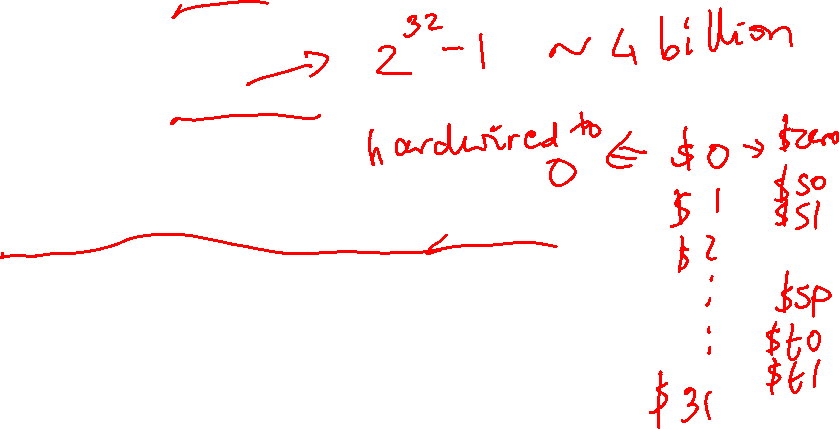 2^32 - 1 ~ 4 billion
hardwired to 0 ⇐ $0 → $zero
$1 $s0
$s1
$2
$sp
$t0
$t1
$31